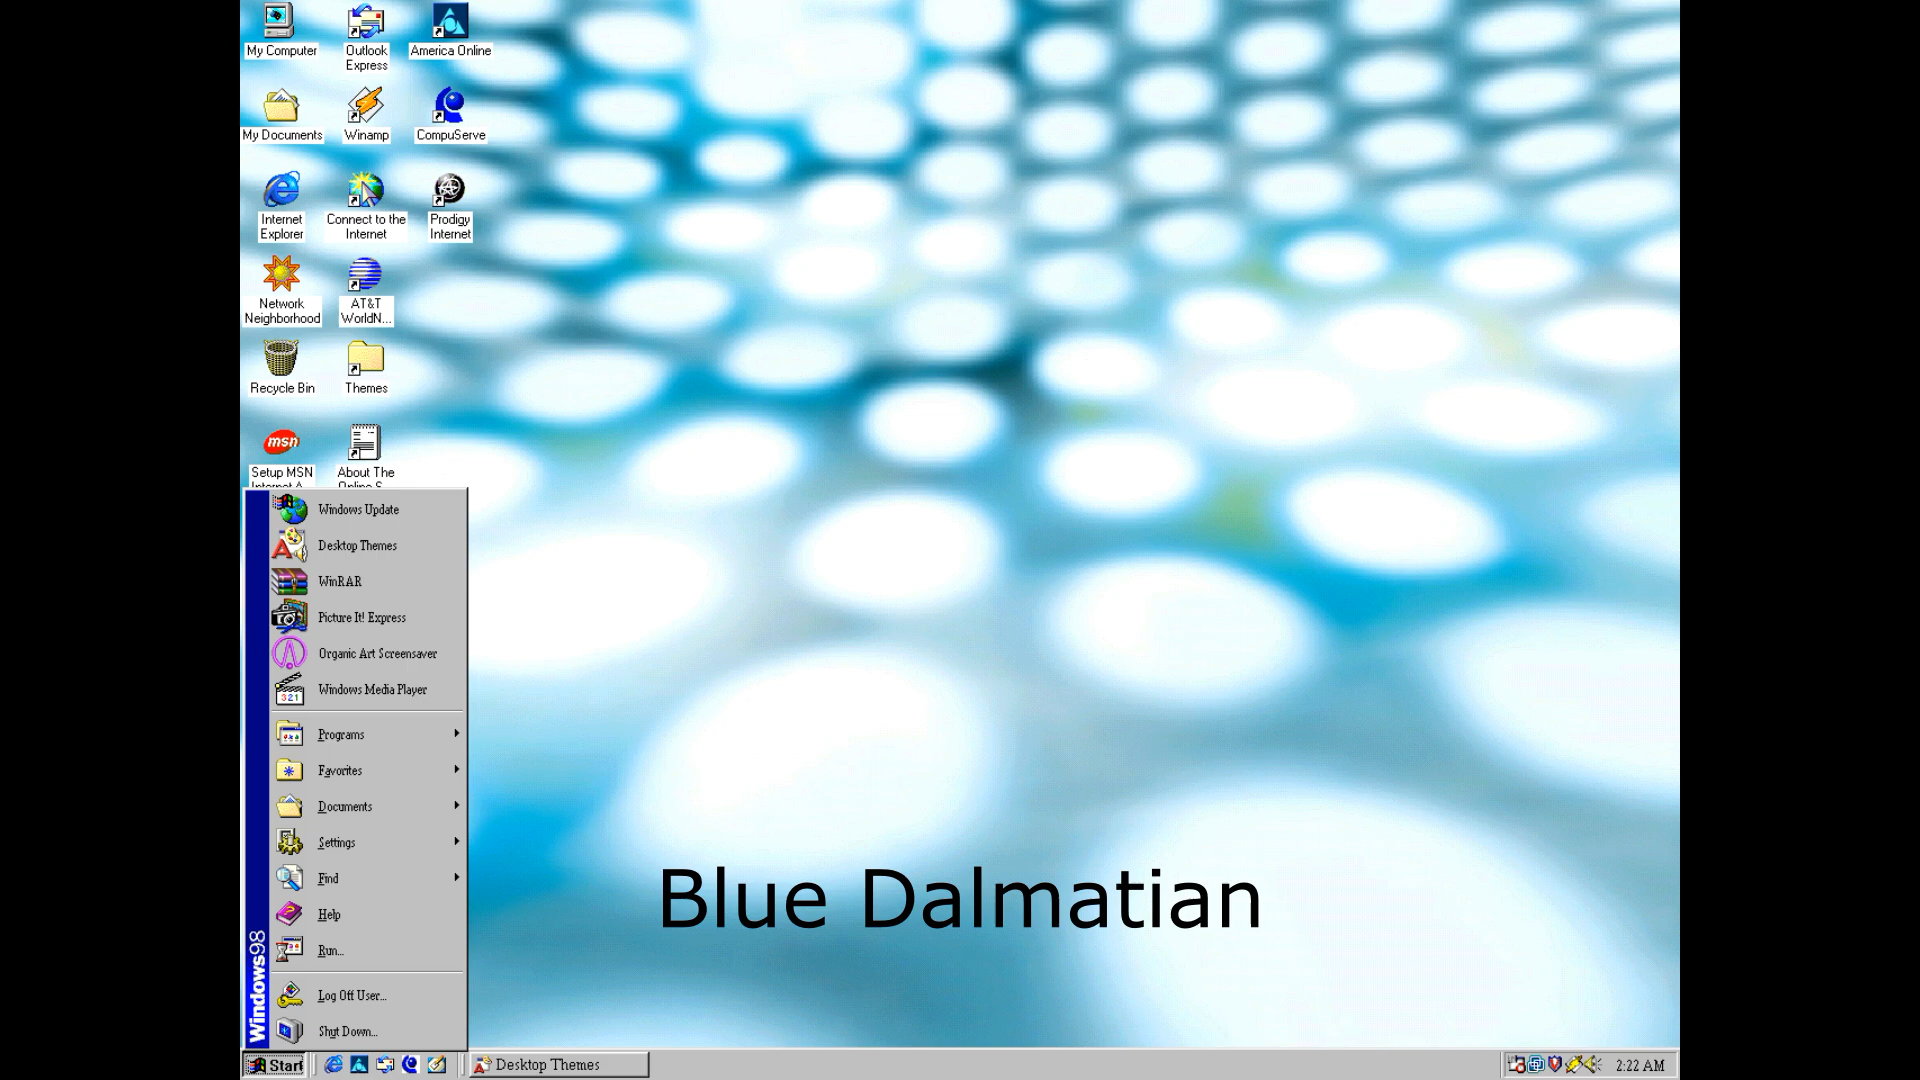 My Computer
Outlook
Express
America Online
My Documents
Winamp
CompuServe
Internet
Explorer
Connect to the
Internet
Prodigy
Internet
Network
Neighborhood
AT&T
WorldN...
Recycle Bin
Themes
msn
Setup MSN
Internet A...
About The
Online S...
Windows Update
Desktop Themes
WinRAR
Picture It! Express
Organic Art Screensaver
321
Windows Media Player
Programs
Favorites
Documents
Settings
Find
Help
Run...
Log Off User...
Shut Down...
Windows98
Blue Dalmatian
Start
Desktop Themes
2:22 AM